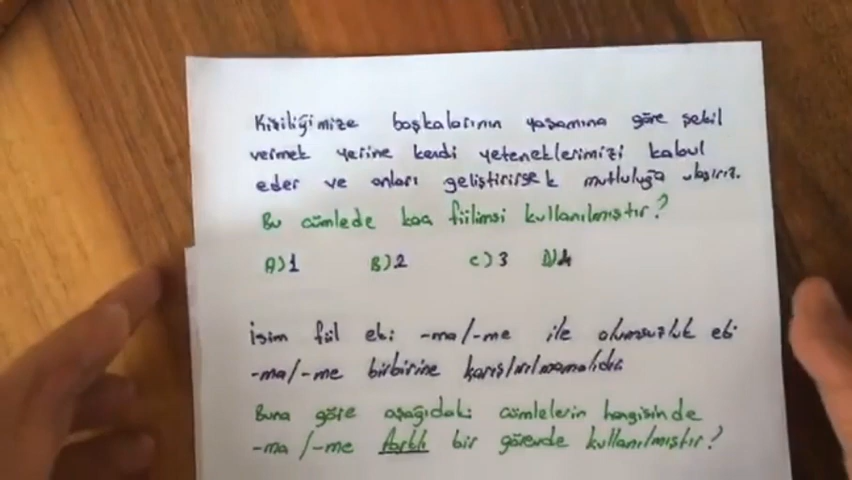 Kişiliğimize başkalarının yaşamına göre şekil
vermek yerine kendi yeteneklerimizi kabul
eder ve onları geliştirirsek mutluluğa ulaşırız.
Bu cümlede kaç fiilimsi kullanılmıştır?
A) 1 B) 2 C) 3 D) 4
İsim fiil eki -ma/-me ile olumsuzluk eki
-ma/-me birbirine karıştırılmamalıdır.
Buna göre aşağıdaki cümlelerin hangisinde
-ma/-me farklı bir görevde kullanılmıştır?